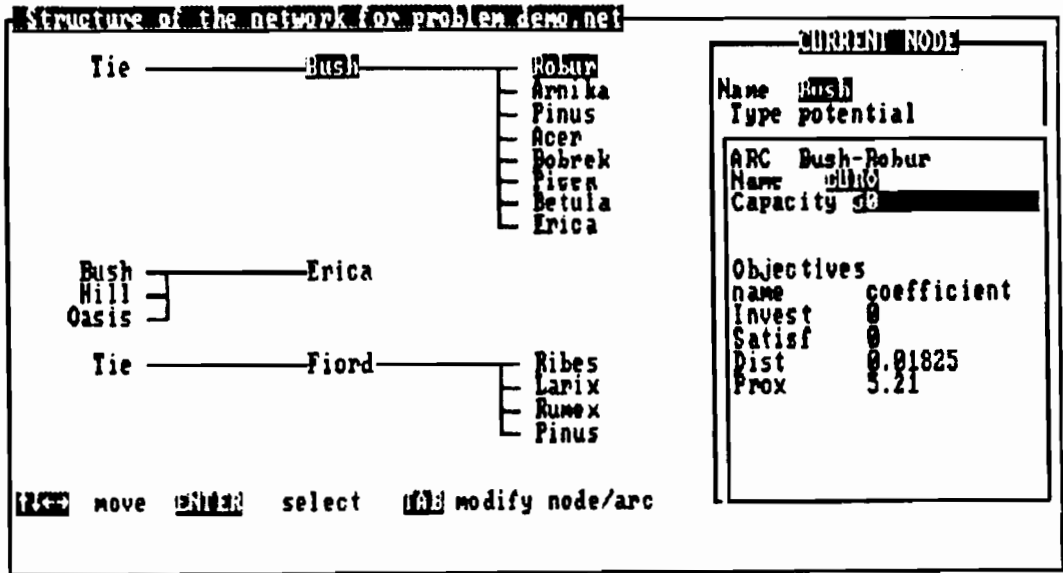 Structure of the network for problem demo.net
Tie Bush Robur
Arnika
Pinus
Acer
Bobrek
Betula
Erica
Bush Erica
Hill
Oasis
Tie Fiord Ribes
Larix
Rumex
Pinus
move ENTER select TAB modify node/arc
CURRENT NODE
Name Bush
Type potential
ARC Bush-Robur
Name
Capacity
Objectives
name coefficient
Invest 0
Satisf 0
Dist 0.01825
Prox 5.21